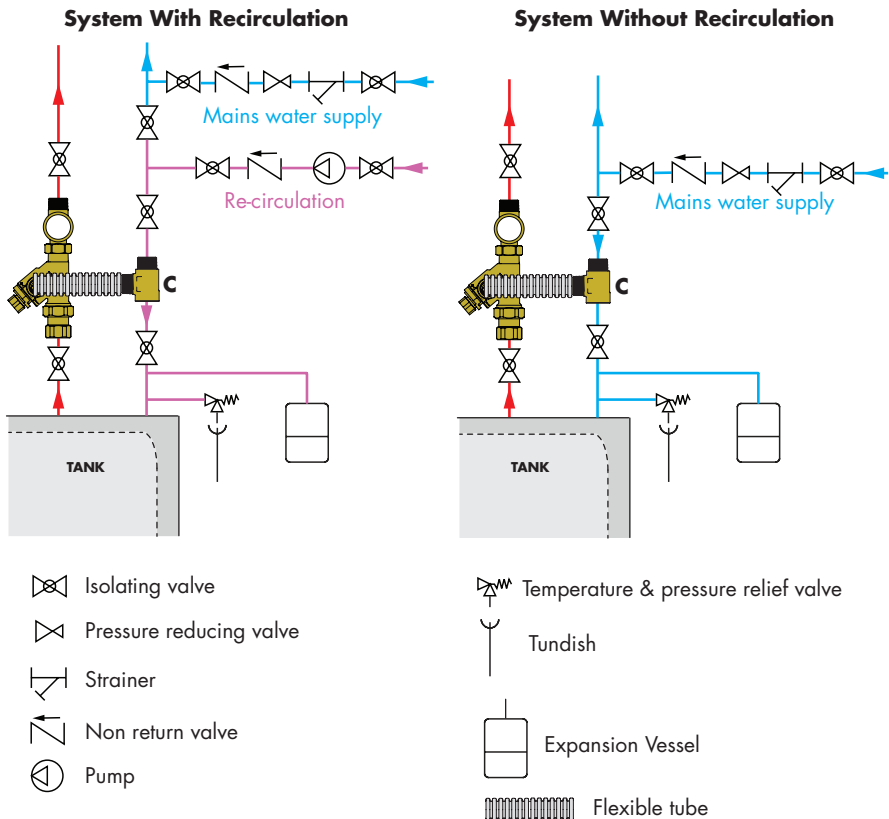 System With Recirculation
System Without Recirculation
Mains water supply
Re-circulation
Mains water supply
C
C
TANK
TANK
Isolating valve
Pressure reducing valve
Strainer
Non return valve
Pump
Temperature & pressure relief valve
Tundish
Expansion Vessel
Flexible tube